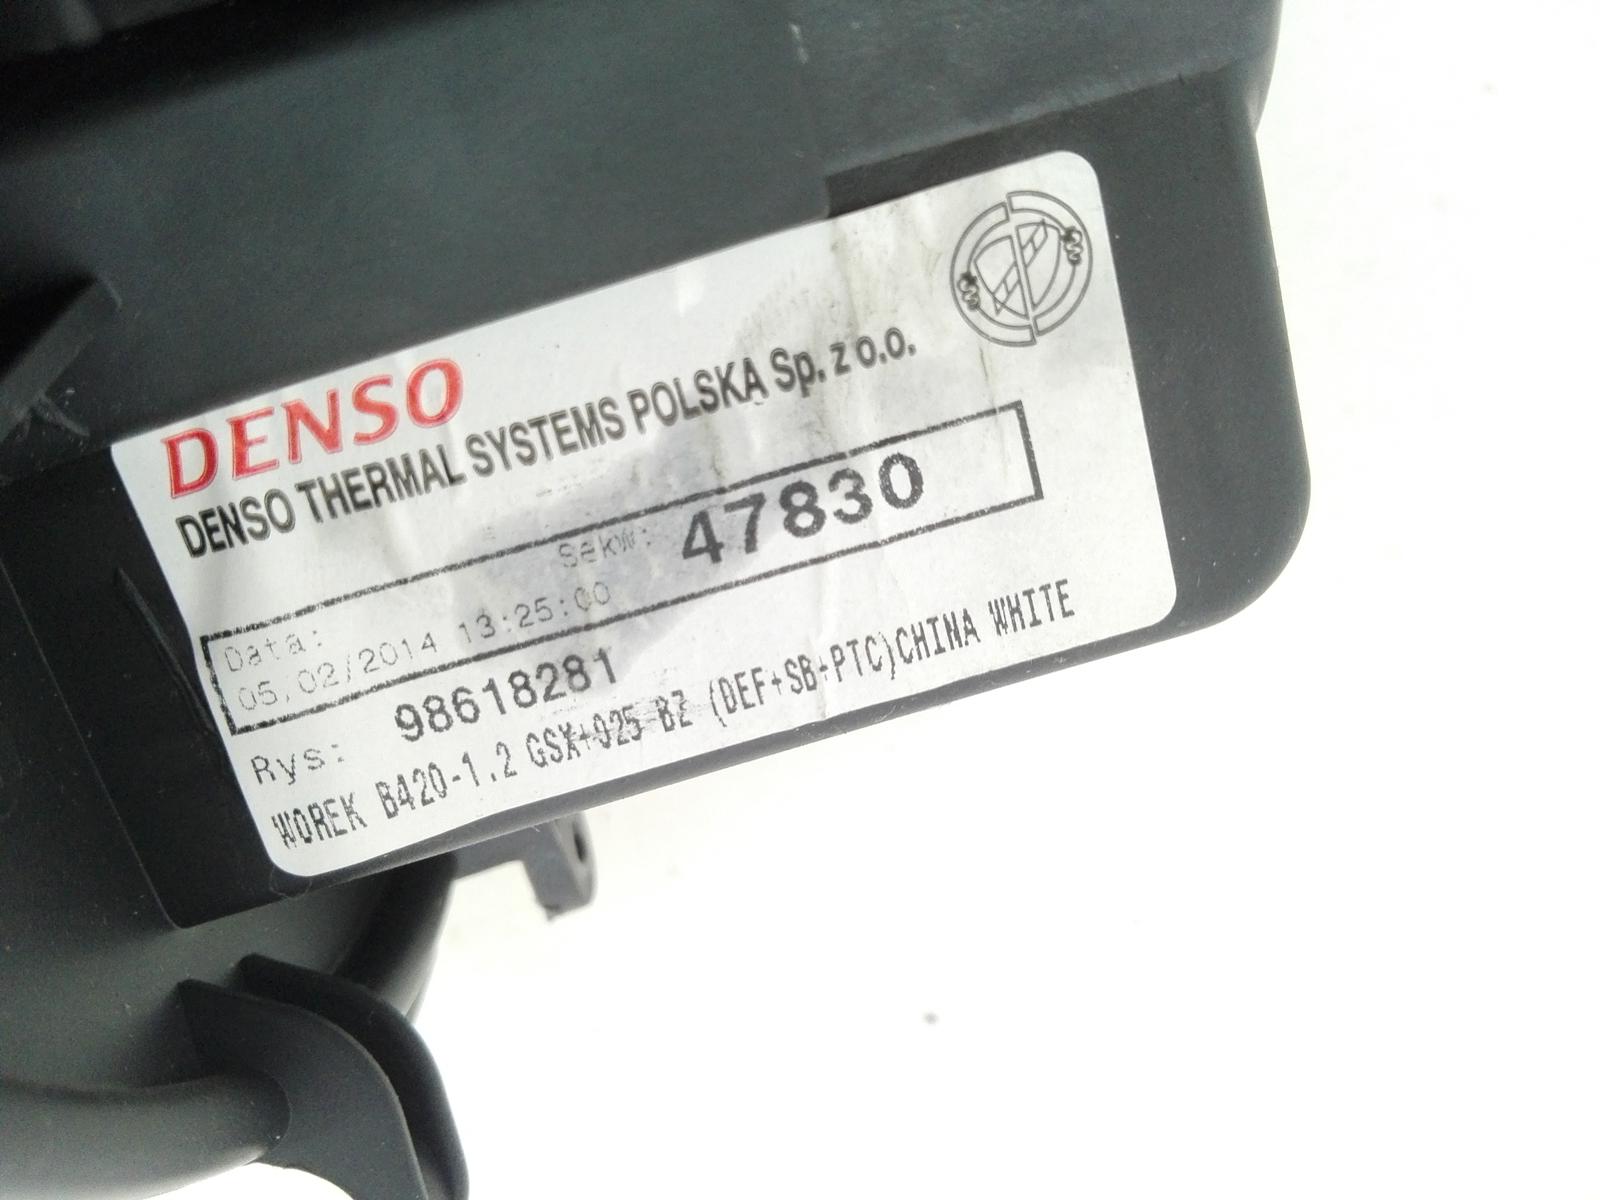 DENSO
DENSO THERMAL SYSTEMS POLSKA Sp. z o.o.
Sekw: 47830
Data:
05/02/2014 13:25:00
Rys: 98618281
WOREK B420-1.2 GSX+025 BZ (DEF+SB+PTC)CHINA WHITE